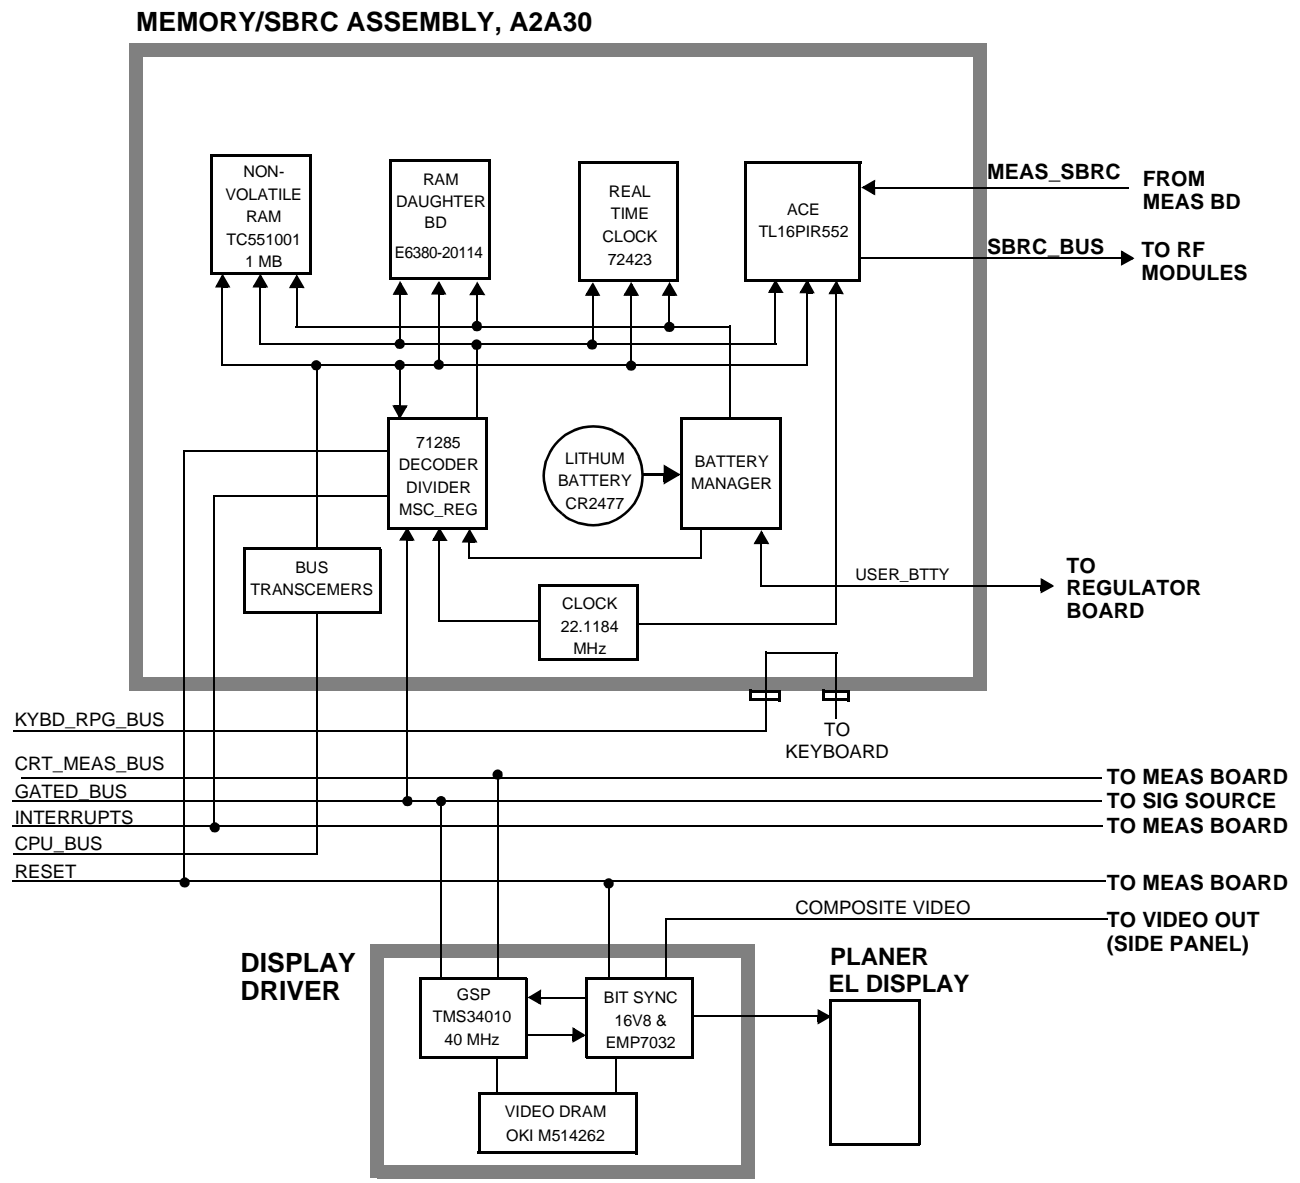 MEMORY/SBRC ASSEMBLY, A2A30
NON-
VOLATILE
RAM
TC551001
1 MB
RAM
DAUGHTER
BD
E6380-20114
REAL
TIME
CLOCK
72423
ACE
TL16PIR552
MEAS_SBRC
FROM
MEAS BD
SBRC_BUS
TO RF
MODULES
71285
DECODER
DIVIDER
MSC_REG
LITHUM
BATTERY
CR2477
BATTERY
MANAGER
BUS
TRANSCEMERS
CLOCK
22.1184
MHz
USER_BTTY
TO
REGULATOR
BOARD
KYBD_RPG_BUS
TO
KEYBOARD
CRT_MEAS_BUS
TO MEAS BOARD
GATED_BUS
TO SIG SOURCE
INTERRUPTS
TO MEAS BOARD
CPU_BUS
RESET
TO MEAS BOARD
COMPOSITE VIDEO
TO VIDEO OUT
(SIDE PANEL)
DISPLAY
DRIVER
GSP
TMS34010
40 MHz
BIT SYNC
16V8 &
EMP7032
PLANER
EL DISPLAY
VIDEO DRAM
OKI M514262